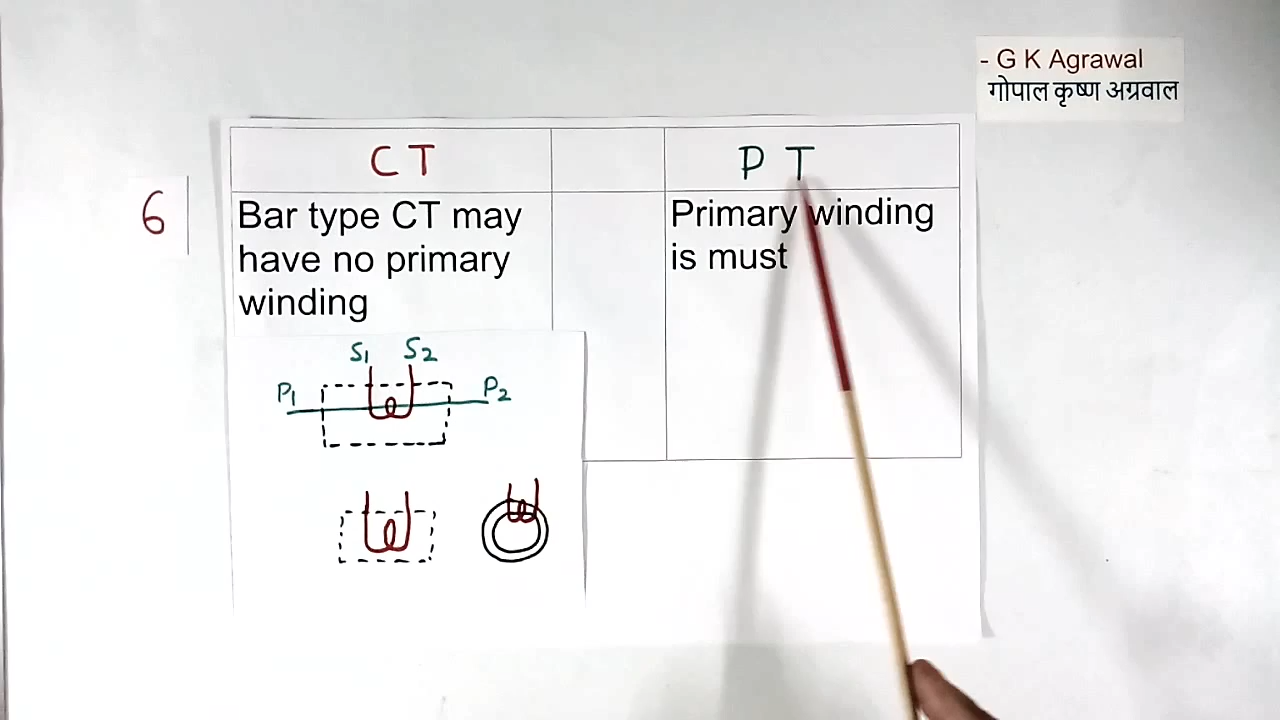 - G K Agrawal
गोपाल कृष्ण अग्रवाल
CT
PT
6
Bar type CT may
have no primary
winding
Primary winding
is must
S1 S2
P1 P2